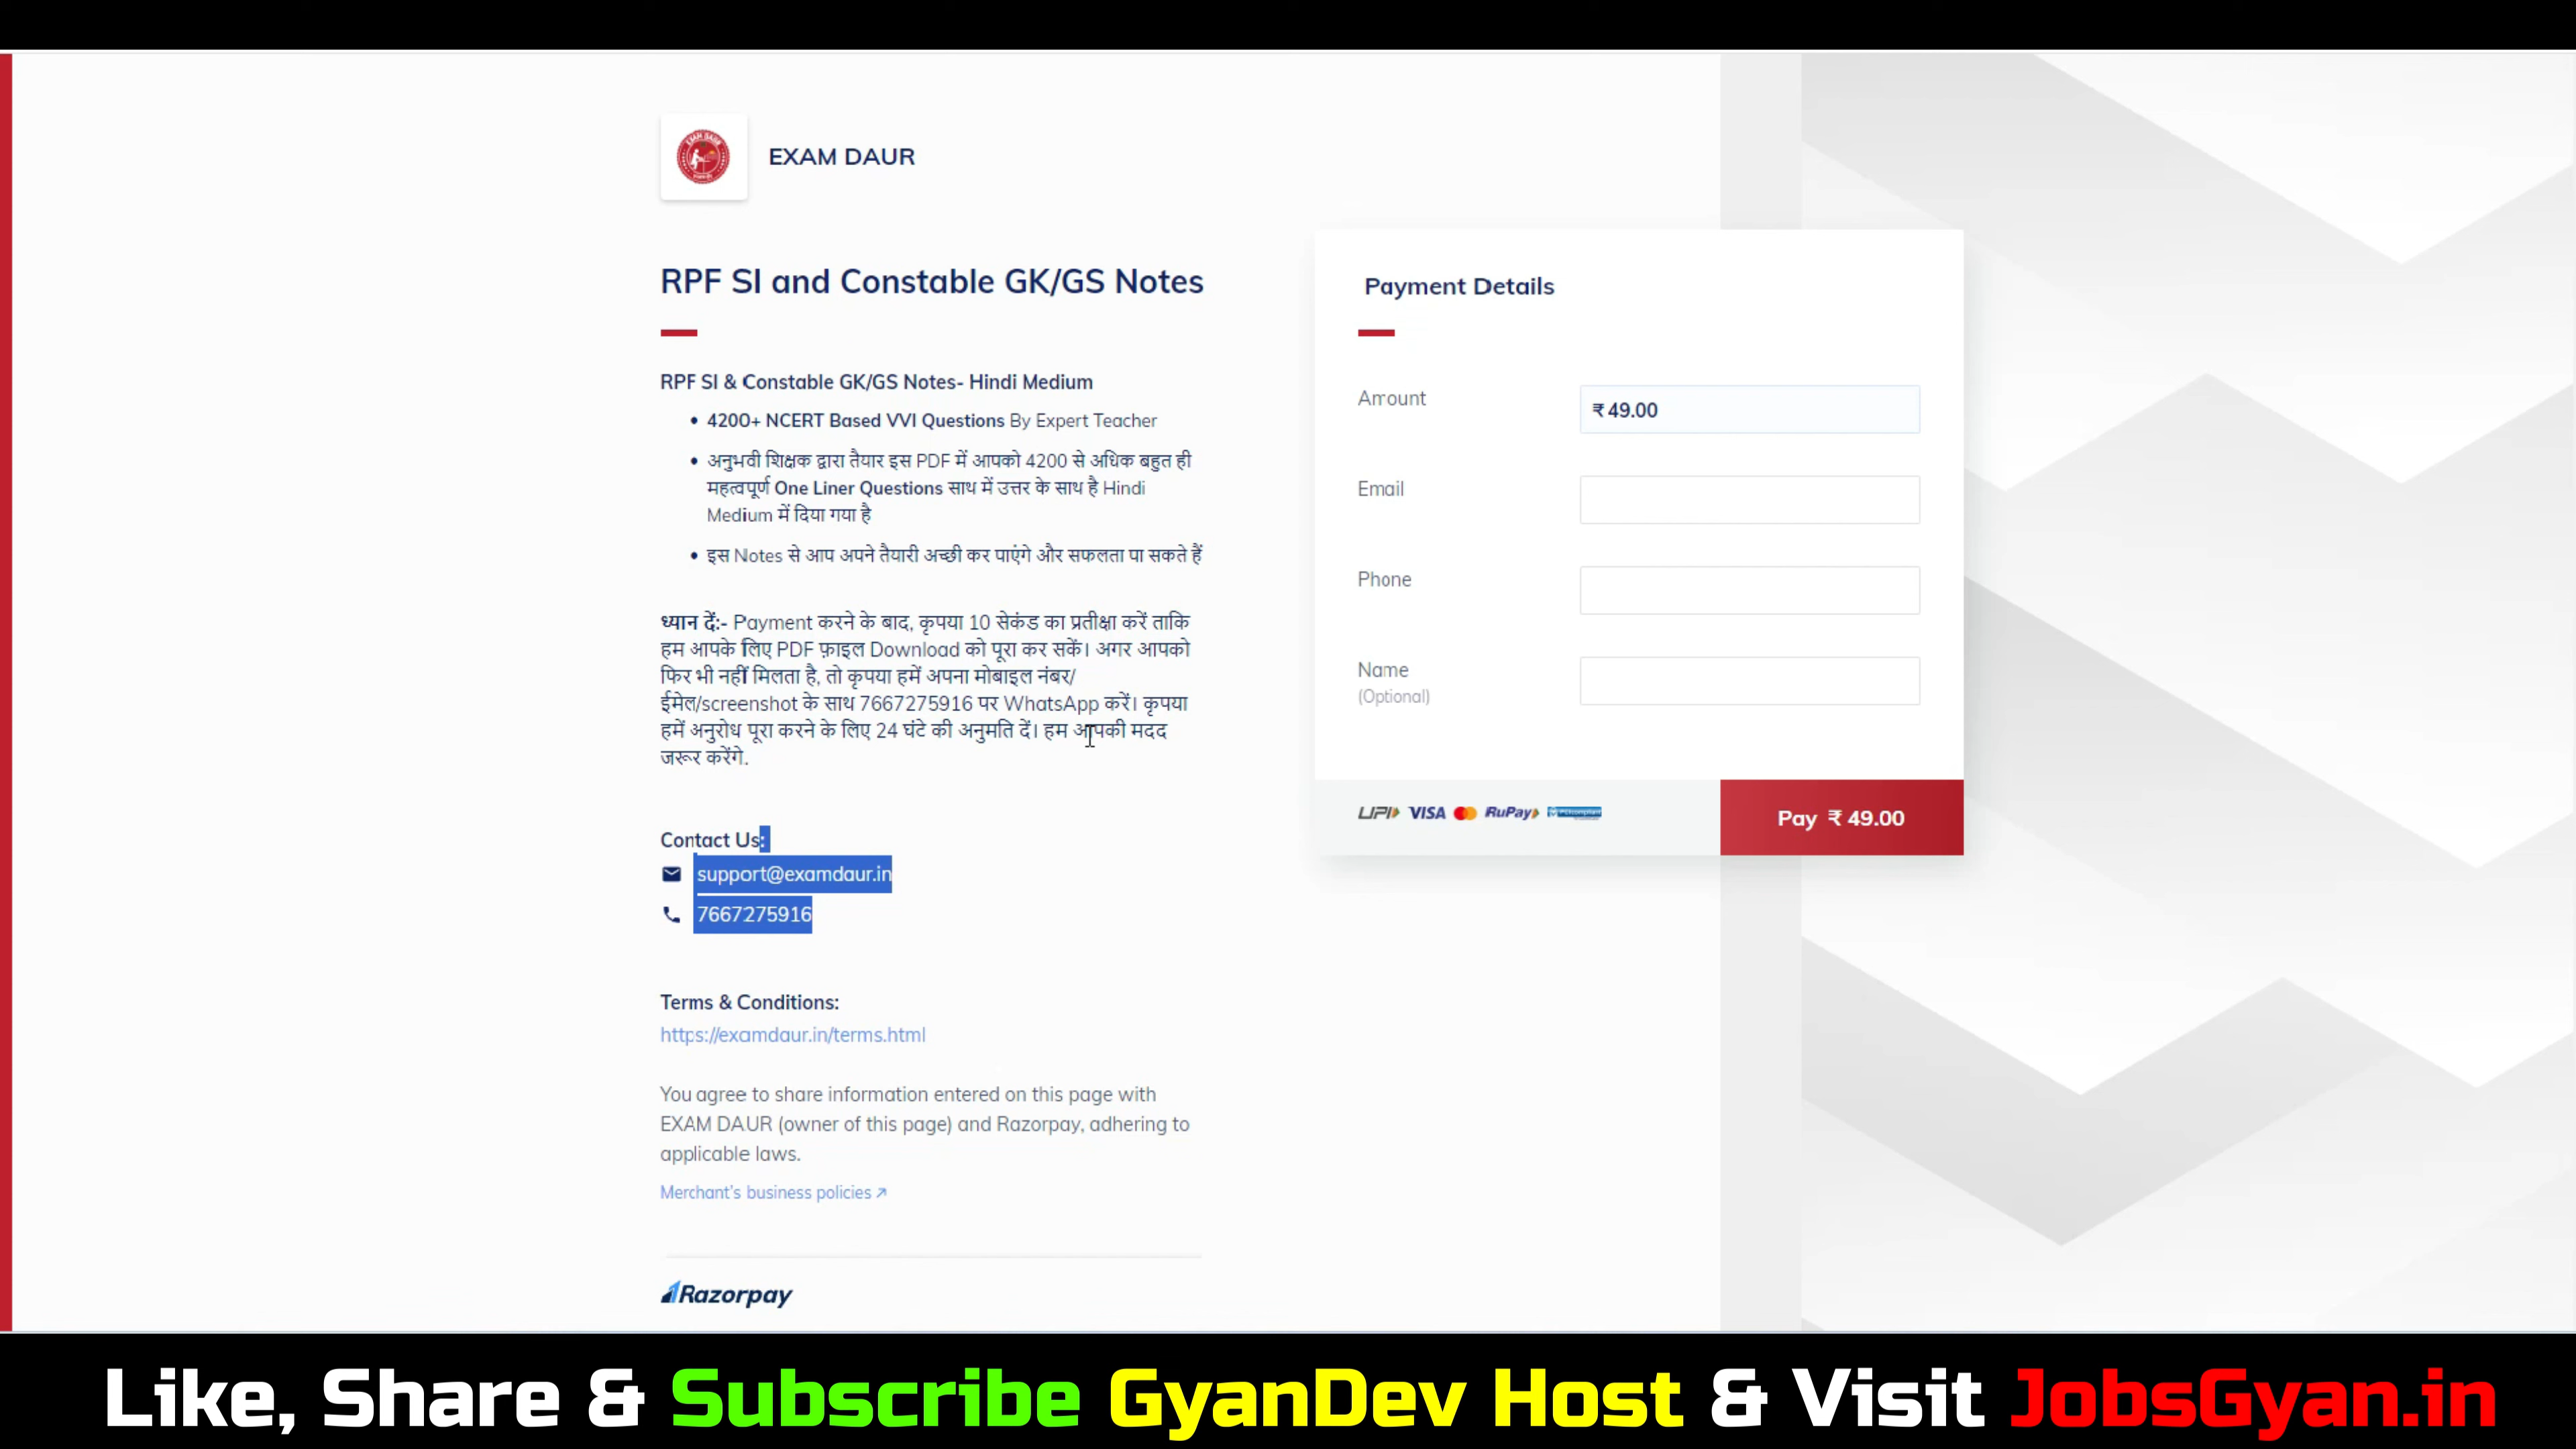 EXAM DAUR
RPF SI and Constable GK/GS Notes
RPF SI & Constable GK/GS Notes- Hindi Medium
• 4200+ NCERT Based VVI Questions By Expert Teacher
• अनुभवी शिक्षक द्वारा तैयार इस PDF में आपको 4200 से अधिक बहुत ही
महत्वपूर्ण One Liner Questions साथ में उत्तर के साथ है Hindi
Medium में दिया गया है
• इस Notes से आप अपने तैयारी अच्छी कर पाएंगे और सफलता पा सकते हैं
ध्यान दें:- Payment करने के बाद, कृपया 10 सेकंड का प्रतीक्षा करें ताकि
हम आपके लिए PDF फ़ाइल Download को पूरा कर सकें। अगर आपको
फिर भी नहीं मिलता है, तो कृपया हमें अपना मोबाइल नंबर/
ईमेल/screenshot के साथ 7667275916 पर WhatsApp करें। कृपया
हमें अनुरोध पूरा करने के लिए 24 घंटे की अनुमति दें। हम आपकी मदद
जरूर करेंगे.
Contact Us:
support@examdaur.in
7667275916
Terms & Conditions:
https://examdaur.in/terms.html
You agree to share information entered on this page with
EXAM DAUR (owner of this page) and Razorpay, adhering to
applicable laws.
Merchant's business policies
Razorpay
Payment Details
Amount
₹ 49.00
Email
Phone
Name
(Optional)
UPI VISA RuPay
Pay ₹ 49.00
Like, Share & Subscribe GyanDev Host & Visit JobsGyan.in